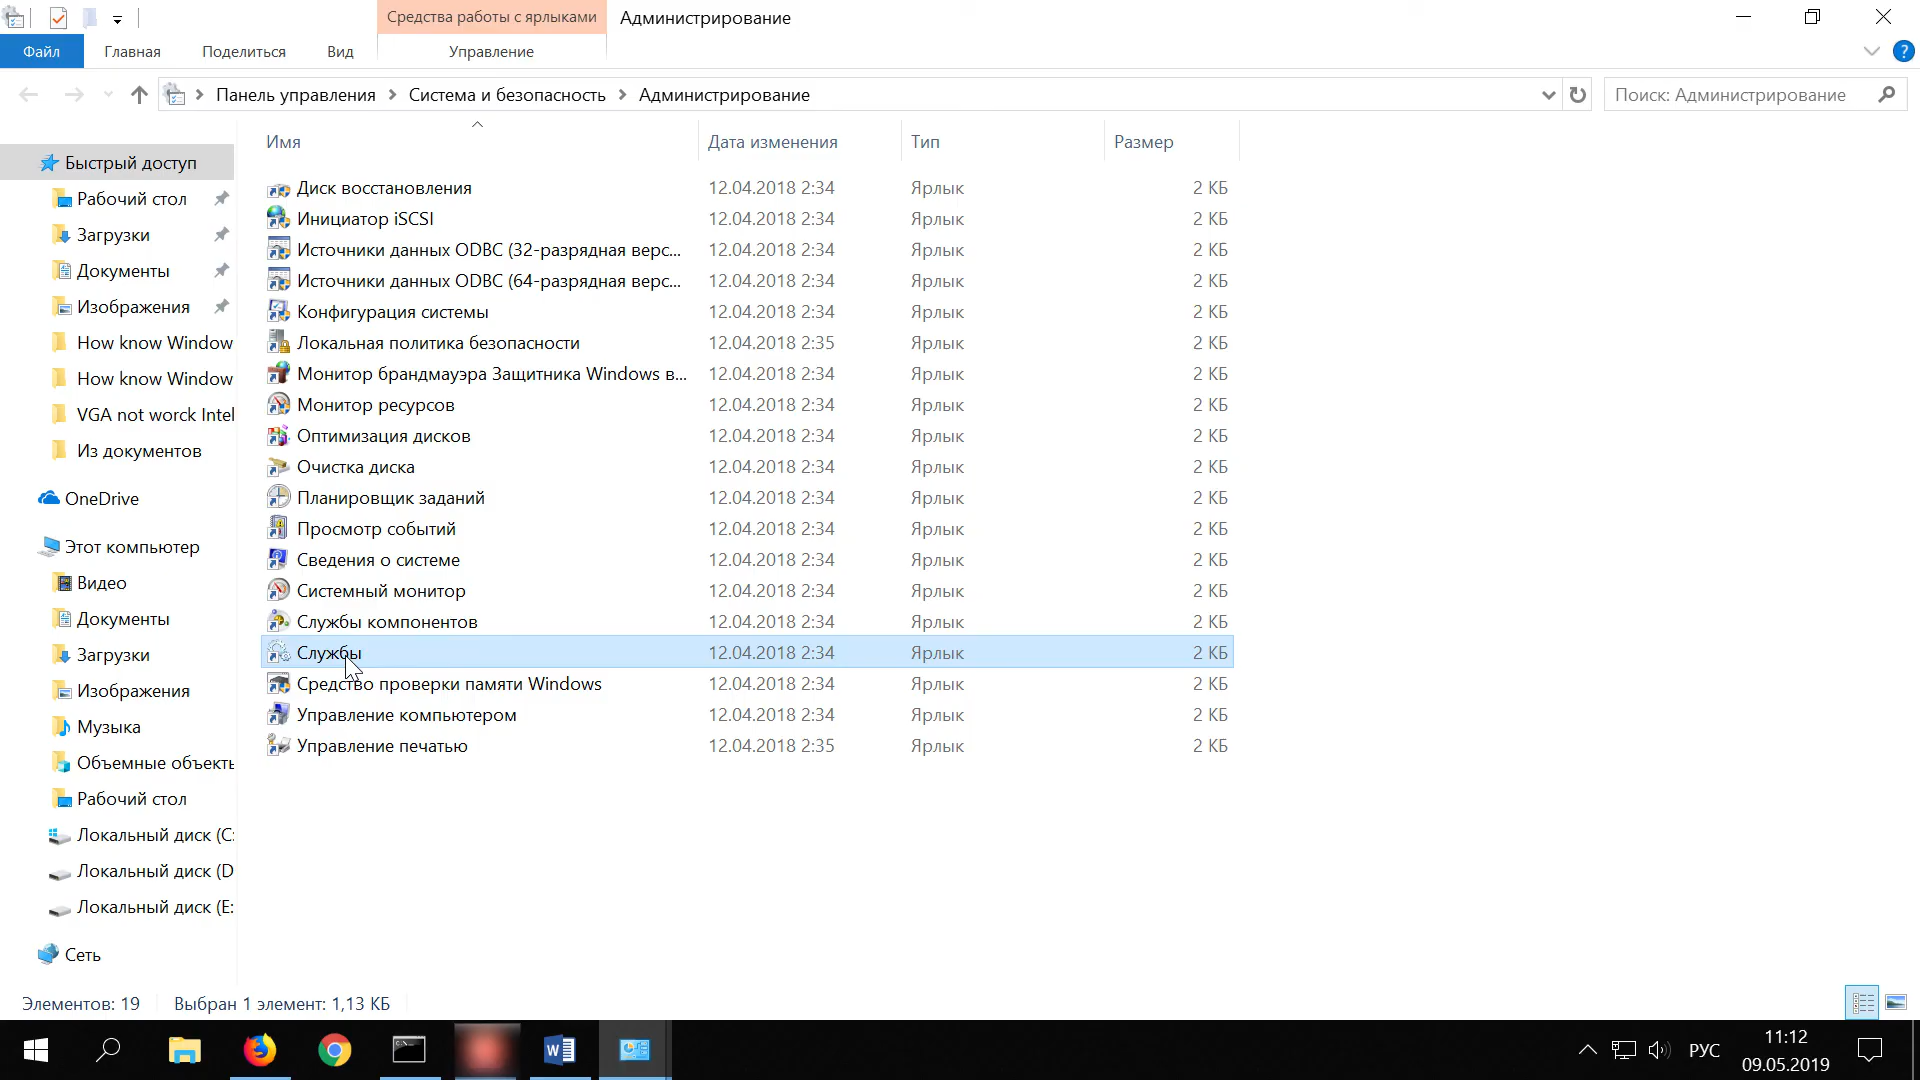 Средства работы с ярлыками
Администрирование
Файл
Главная
Поделиться
Вид
Управление
Панель управления
Система и безопасность
Администрирование
Поиск: Администрирование
Имя
Дата изменения
Тип
Размер
Быстрый доступ
Рабочий стол
Загрузки
Документы
Изображения
How know Window
How know Window
VGA not worck Intel
Из документов
OneDrive
Этот компьютер
Видео
Документы
Загрузки
Изображения
Музыка
Объемные объекты
Рабочий стол
Локальный диск (C:
Локальный диск (D
Локальный диск (E:
Сеть
Диск восстановления 12.04.2018 2:34 Ярлык 2 КБ
Инициатор iSCSI 12.04.2018 2:34 Ярлык 2 КБ
Источники данных ODBC (32-разрядная верс... 12.04.2018 2:34 Ярлык 2 КБ
Источники данных ODBC (64-разрядная верс... 12.04.2018 2:34 Ярлык 2 КБ
Конфигурация системы 12.04.2018 2:34 Ярлык 2 КБ
Локальная политика безопасности 12.04.2018 2:35 Ярлык 2 КБ
Монитор брандмауэра Защитника Windows в... 12.04.2018 2:34 Ярлык 2 КБ
Монитор ресурсов 12.04.2018 2:34 Ярлык 2 КБ
Оптимизация дисков 12.04.2018 2:34 Ярлык 2 КБ
Очистка диска 12.04.2018 2:34 Ярлык 2 КБ
Планировщик заданий 12.04.2018 2:34 Ярлык 2 КБ
Просмотр событий 12.04.2018 2:34 Ярлык 2 КБ
Сведения о системе 12.04.2018 2:34 Ярлык 2 КБ
Системный монитор 12.04.2018 2:34 Ярлык 2 КБ
Службы компонентов 12.04.2018 2:34 Ярлык 2 КБ
Службы 12.04.2018 2:34 Ярлык 2 КБ
Средство проверки памяти Windows 12.04.2018 2:34 Ярлык 2 КБ
Управление компьютером 12.04.2018 2:34 Ярлык 2 КБ
Управление печатью 12.04.2018 2:35 Ярлык 2 КБ
Элементов: 19
Выбран 1 элемент: 1,13 КБ
РУС
11:12
09.05.2019